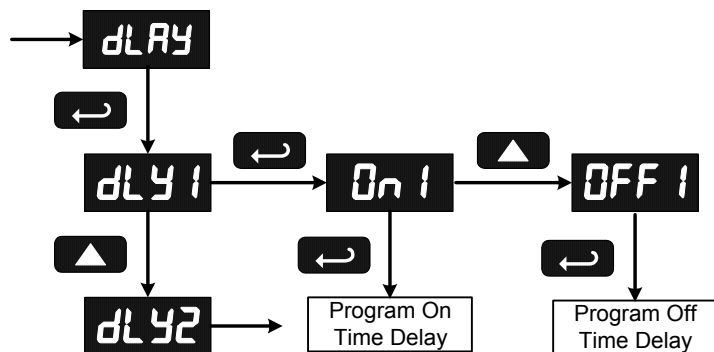 dLAY
dLY1
On1
OFF1
dLY2
Program On
Time Delay
Program Off
Time Delay